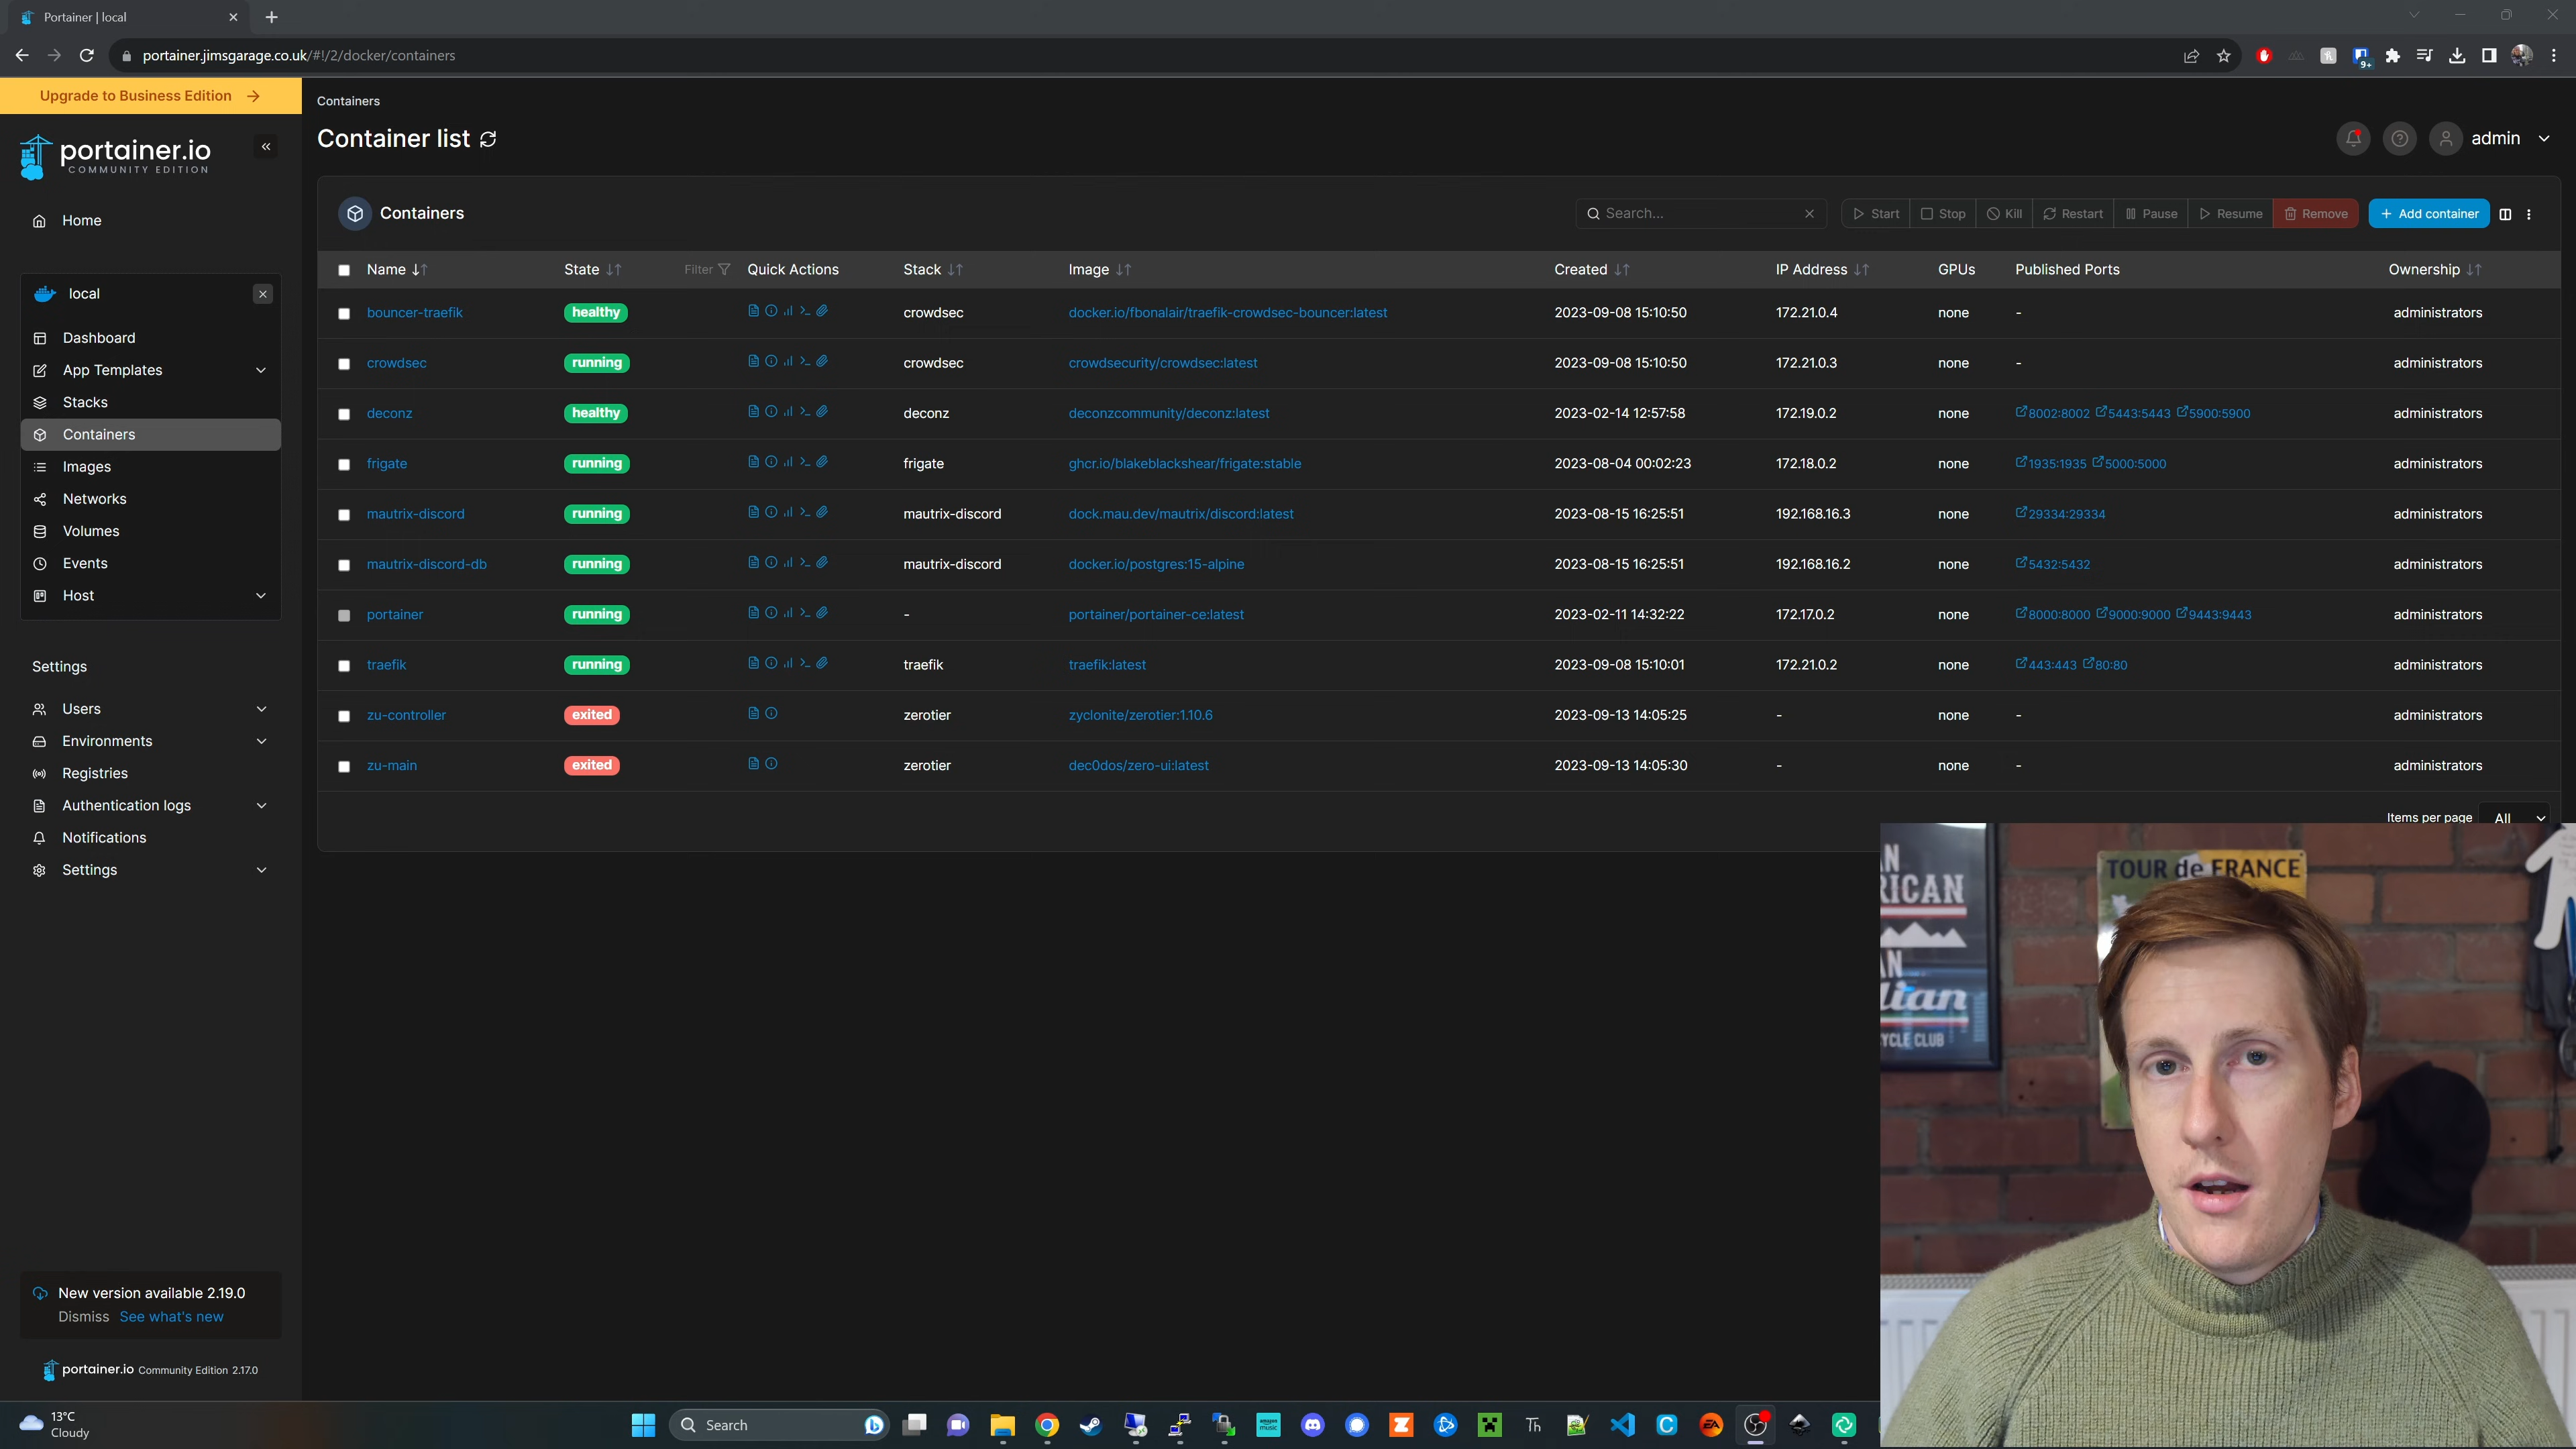 Portainer | local
portainer.jimsgarage.co.uk/#!/2/docker/containers
9+
Upgrade to Business Edition →
portainer.io
COMMUNITY EDITION
Home
local
Dashboard
App Templates
Stacks
Containers
Images
Networks
Volumes
Events
Host
Settings
Users
Environments
Registries
Authentication logs
Notifications
Settings
New version available 2.19.0
Dismiss See what's new
portainer.io Community Edition 2.17.0
Containers
Container list
admin
Containers
Search...
Start Stop Kill Restart Pause Resume Remove + Add container
Name State Filter Quick Actions Stack Image Created IP Address GPUs Published Ports Ownership
bouncer-traefik healthy crowdsec docker.io/fbonalair/traefik-crowdsec-bouncer:latest 2023-09-08 15:10:50 172.21.0.4 none - administrators
crowdsec running crowdsec crowdsecurity/crowdsec:latest 2023-09-08 15:10:50 172.21.0.3 none - administrators
deconz healthy deconz deconzcommunity/deconz:latest 2023-02-14 12:57:58 172.19.0.2 none 8002:8002 5443:5443 5900:5900 administrators
frigate running frigate ghcr.io/blakeblackshear/frigate:stable 2023-08-04 00:02:23 172.18.0.2 none 1935:1935 5000:5000 administrators
mautrix-discord running mautrix-discord dock.mau.dev/mautrix/discord:latest 2023-08-15 16:25:51 192.168.16.3 none 29334:29334 administrators
mautrix-discord-db running mautrix-discord docker.io/postgres:15-alpine 2023-08-15 16:25:51 192.168.16.2 none 5432:5432 administrators
portainer running - portainer/portainer-ce:latest 2023-02-11 14:32:22 172.17.0.2 none 8000:8000 9000:9000 9443:9443 administrators
traefik running traefik traefik:latest 2023-09-08 15:10:01 172.21.0.2 none 443:443 80:80 administrators
zu-controller exited zerotier zyclonite/zerotier:1.10.6 2023-09-13 14:05:25 - none - administrators
zu-main exited zerotier dec0dos/zero-ui:latest 2023-09-13 14:05:30 - none - administrators
Items per page All
TOUR de FRANCE
RICAN
lian
YCLE CLUB
13°C
Cloudy
Search
Th
EA